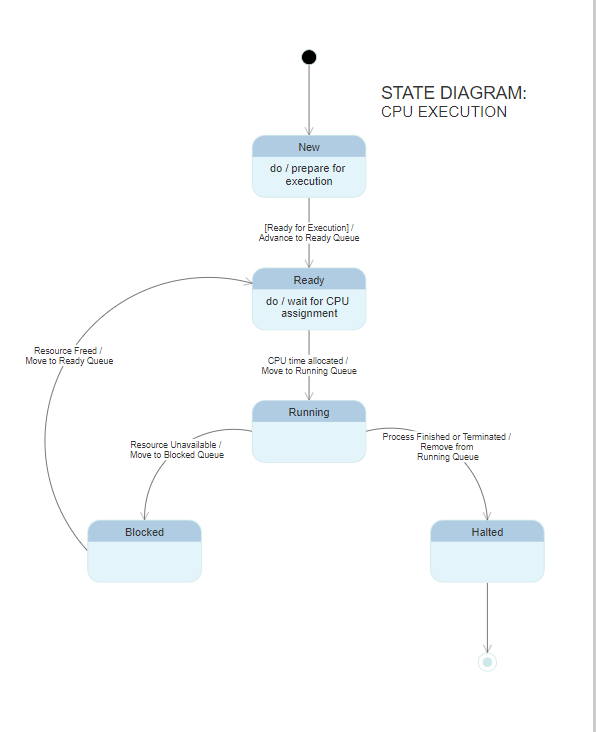 STATE DIAGRAM:
CPU EXECUTION
New
do / prepare for
execution
[Ready for Execution] /
Advance to Ready Queue
Ready
do / wait for CPU
assignment
Resource Freed /
Move to Ready Queue
CPU time allocated /
Move to Running Queue
Running
Resource Unavailable /
Move to Blocked Queue
Process Finished or Terminated /
Remove from
Running Queue
Blocked
Halted